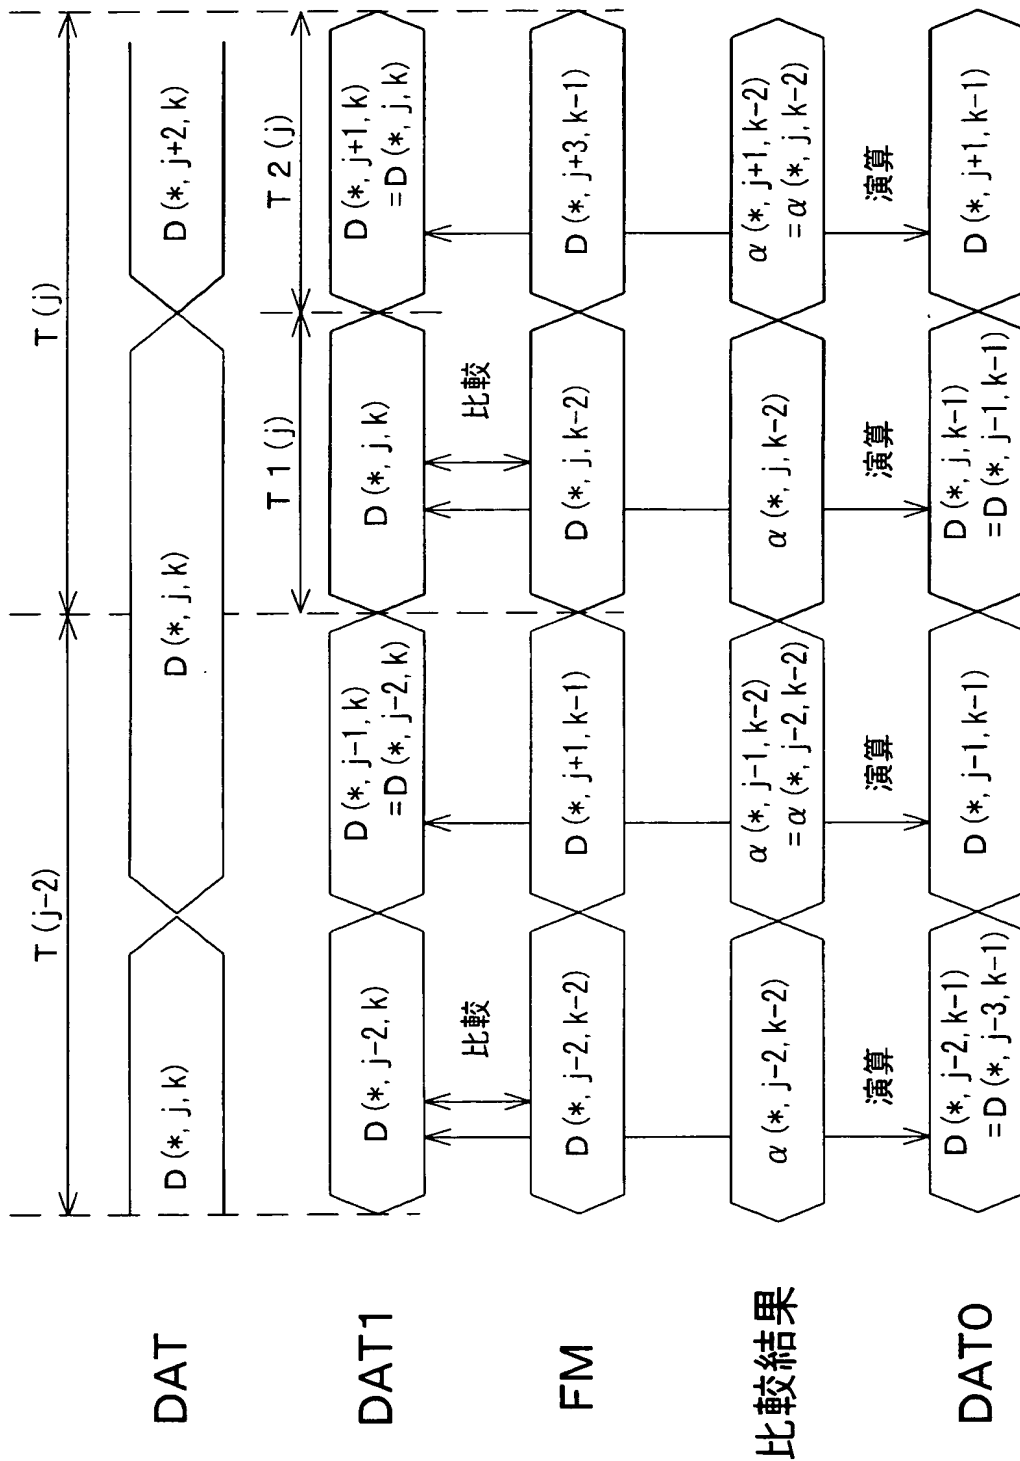 T (j-2)
T (j)
DAT
D (*, j, k)
D (*, j, k)
D (*, j+2, k)
T 1 (j)
T 2 (j)
DAT1
D (*, j-2, k)
D (*, j-1, k)
=D (*, j-2, k)
D (*, j, k)
D (*, j+1, k)
=D (*, j, k)
比較
比較
FM
D (*, j-2, k-2)
D (*, j+1, k-1)
D (*, j, k-2)
D (*, j+3, k-1)
比較結果
α (*, j-2, k-2)
α (*, j-1, k-2)
=α (*, j-2, k-2)
α (*, j, k-2)
α (*, j+1, k-2)
=α (*, j, k-2)
演算
演算
演算
演算
DATO
D (*, j-2, k-1)
=D (*, j-3, k-1)
D (*, j-1, k-1)
D (*, j, k-1)
=D (*, j-1, k-1)
D (*, j+1, k-1)